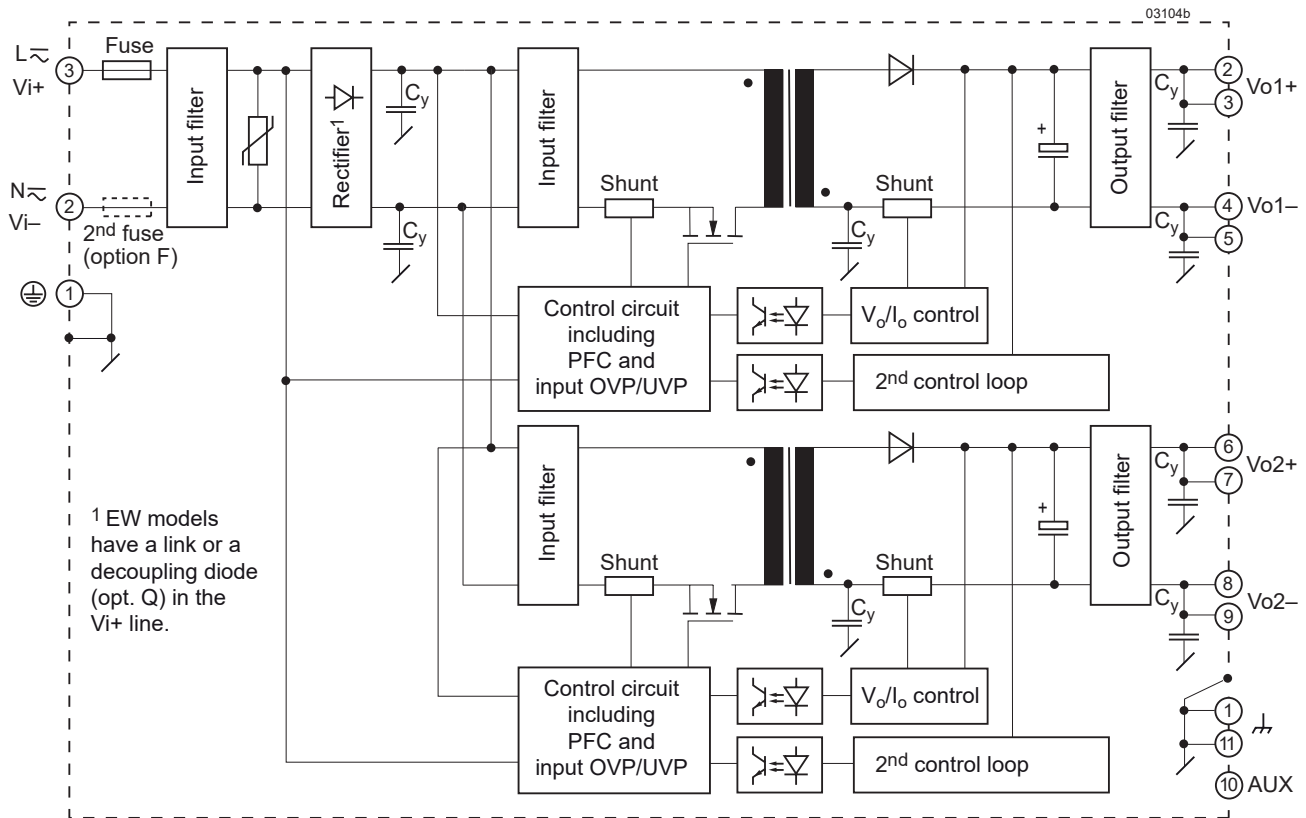 03104b
L
Fuse
3
Vi+
Input filter
Rectifier1
Cy
Input filter
Output filter
Cy
2
3
Vo1+
+
N
2
Vi–
2nd fuse
(option F)
Cy
Shunt
Cy
Shunt
Cy
4
5
Vo1–
1
Control circuit
including
PFC and
input OVP/UVP
Vo/Io control
2nd control loop
Input filter
Output filter
Cy
6
7
Vo2+
+
1 EW models
have a link or a
decoupling diode
(opt. Q) in the
Vi+ line.
Shunt
Cy
Shunt
Cy
8
9
Vo2–
Control circuit
including
PFC and
input OVP/UVP
Vo/Io control
2nd control loop
1
11
10
AUX